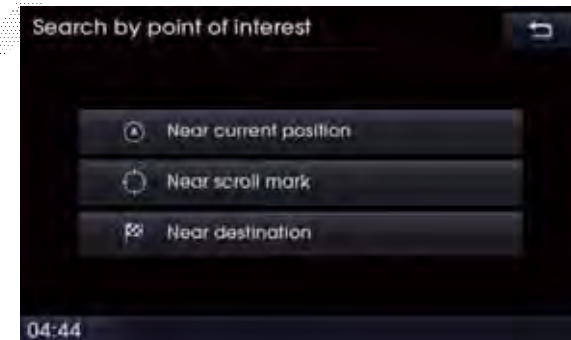 Search by point of interest
Near current position
Near scroll mark
Near destination
04:44